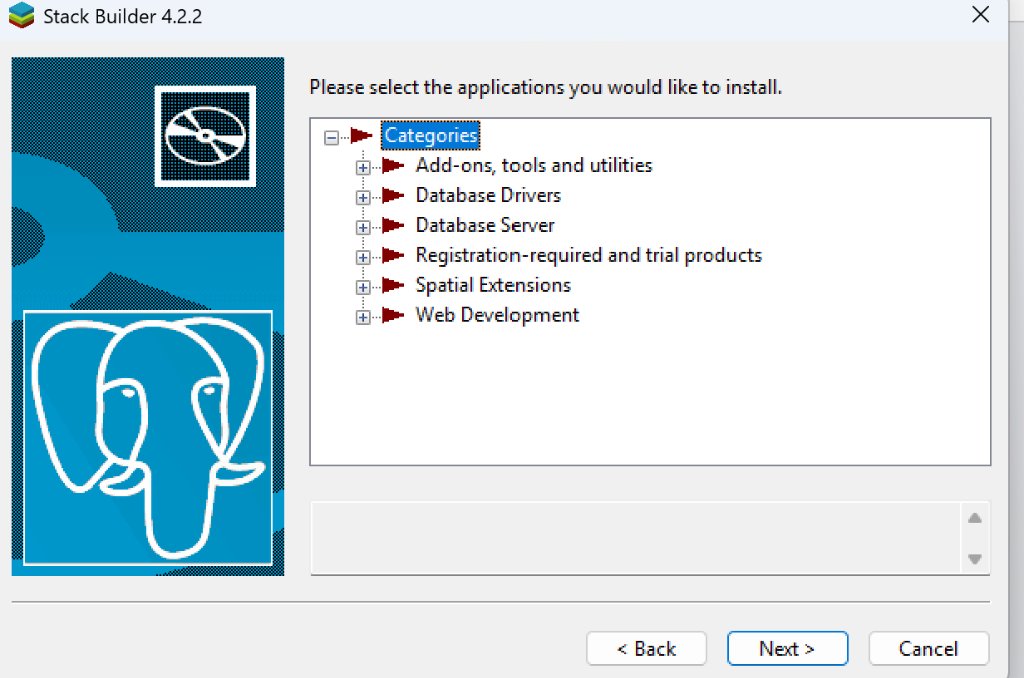 Stack Builder 4.2.2
Please select the applications you would like to install.
Categories
Add-ons, tools and utilities
Database Drivers
Database Server
Registration-required and trial products
Spatial Extensions
Web Development
< Back
Next >
Cancel